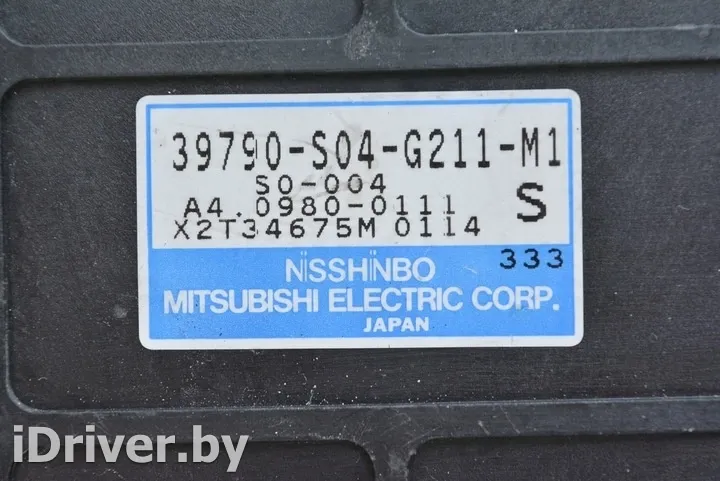 39790-S04-G211-M1
S0-004
A4.0980-0111 S
X2T34675M 0114
333
NISSHINBO
MITSUBISHI ELECTRIC CORP.
JAPAN
iDriver.by